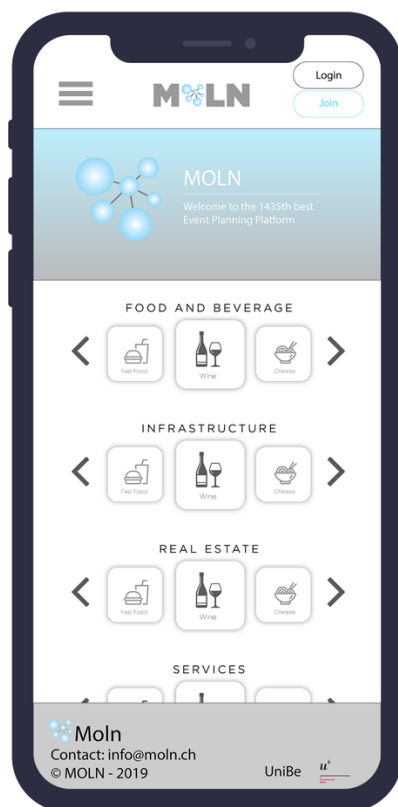 Login
MOLN
Join
MOLN
Welcome to the 1435th best
Event Planning Platform
FOOD AND BEVERAGE
Fast Food Wine Chinese
INFRASTRUCTURE
Fast Food Wine Chinese
REAL ESTATE
Fast Food Wine Chinese
SERVICES
Moln
Contact: info@moln.ch
© MOLN - 2019
UniBe
uᵇ